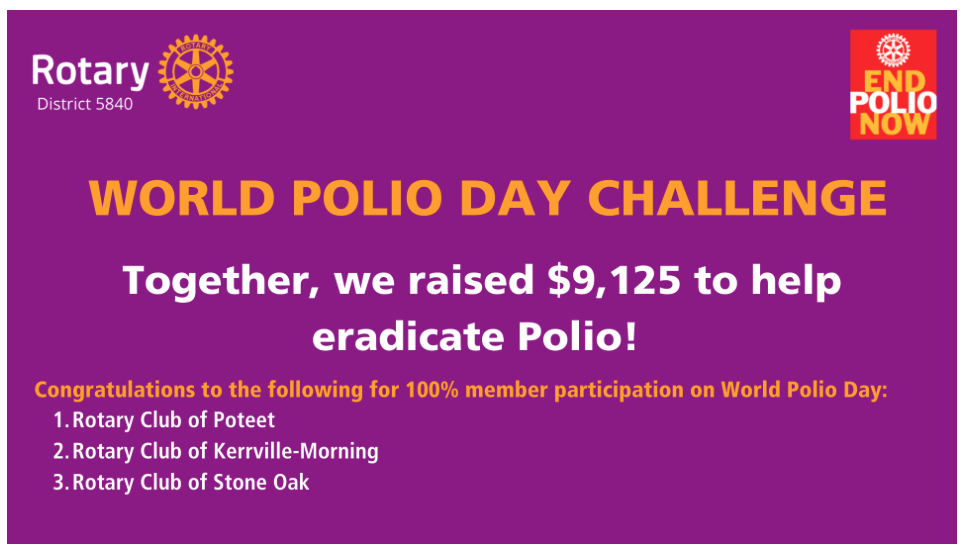 Rotary
District 5840
ROTARY
INTERNATIONAL
END
POLIO
NOW
WORLD POLIO DAY CHALLENGE
Together, we raised $9,125 to help
eradicate Polio!
Congratulations to the following for 100% member participation on World Polio Day:
1. Rotary Club of Poteet
2. Rotary Club of Kerrville-Morning
3. Rotary Club of Stone Oak